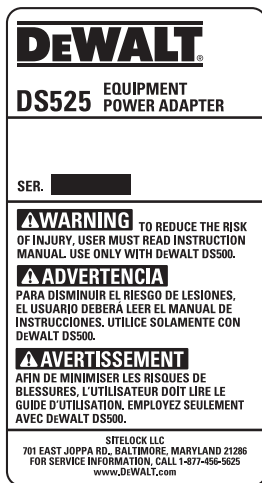 DEWALT®
DS525 EQUIPMENT
POWER ADAPTER
SER.
WARNING TO REDUCE THE RISK
OF INJURY, USER MUST READ INSTRUCTION
MANUAL. USE ONLY WITH DEWALT DS500.
ADVERTENCIA
PARA DISMINUIR EL RIESGO DE LESIONES,
EL USUARIO DEBERÁ LEER EL MANUAL DE
INSTRUCCIONES. UTILICE SOLAMENTE CON
DEWALT DS500.
AVERTISSEMENT
AFIN DE MINIMISER LES RISQUES DE
BLESSURES, L'UTILISATEUR DOIT LIRE LE
GUIDE D'UTILISATION. EMPLOYEZ SEULEMENT
AVEC DEWALT DS500.
SITELOCK LLC
701 EAST JOPPA RD., BALTIMORE, MARYLAND 21286
FOR SERVICE INFORMATION, CALL 1-877-456-5625
www.DEWALT.com